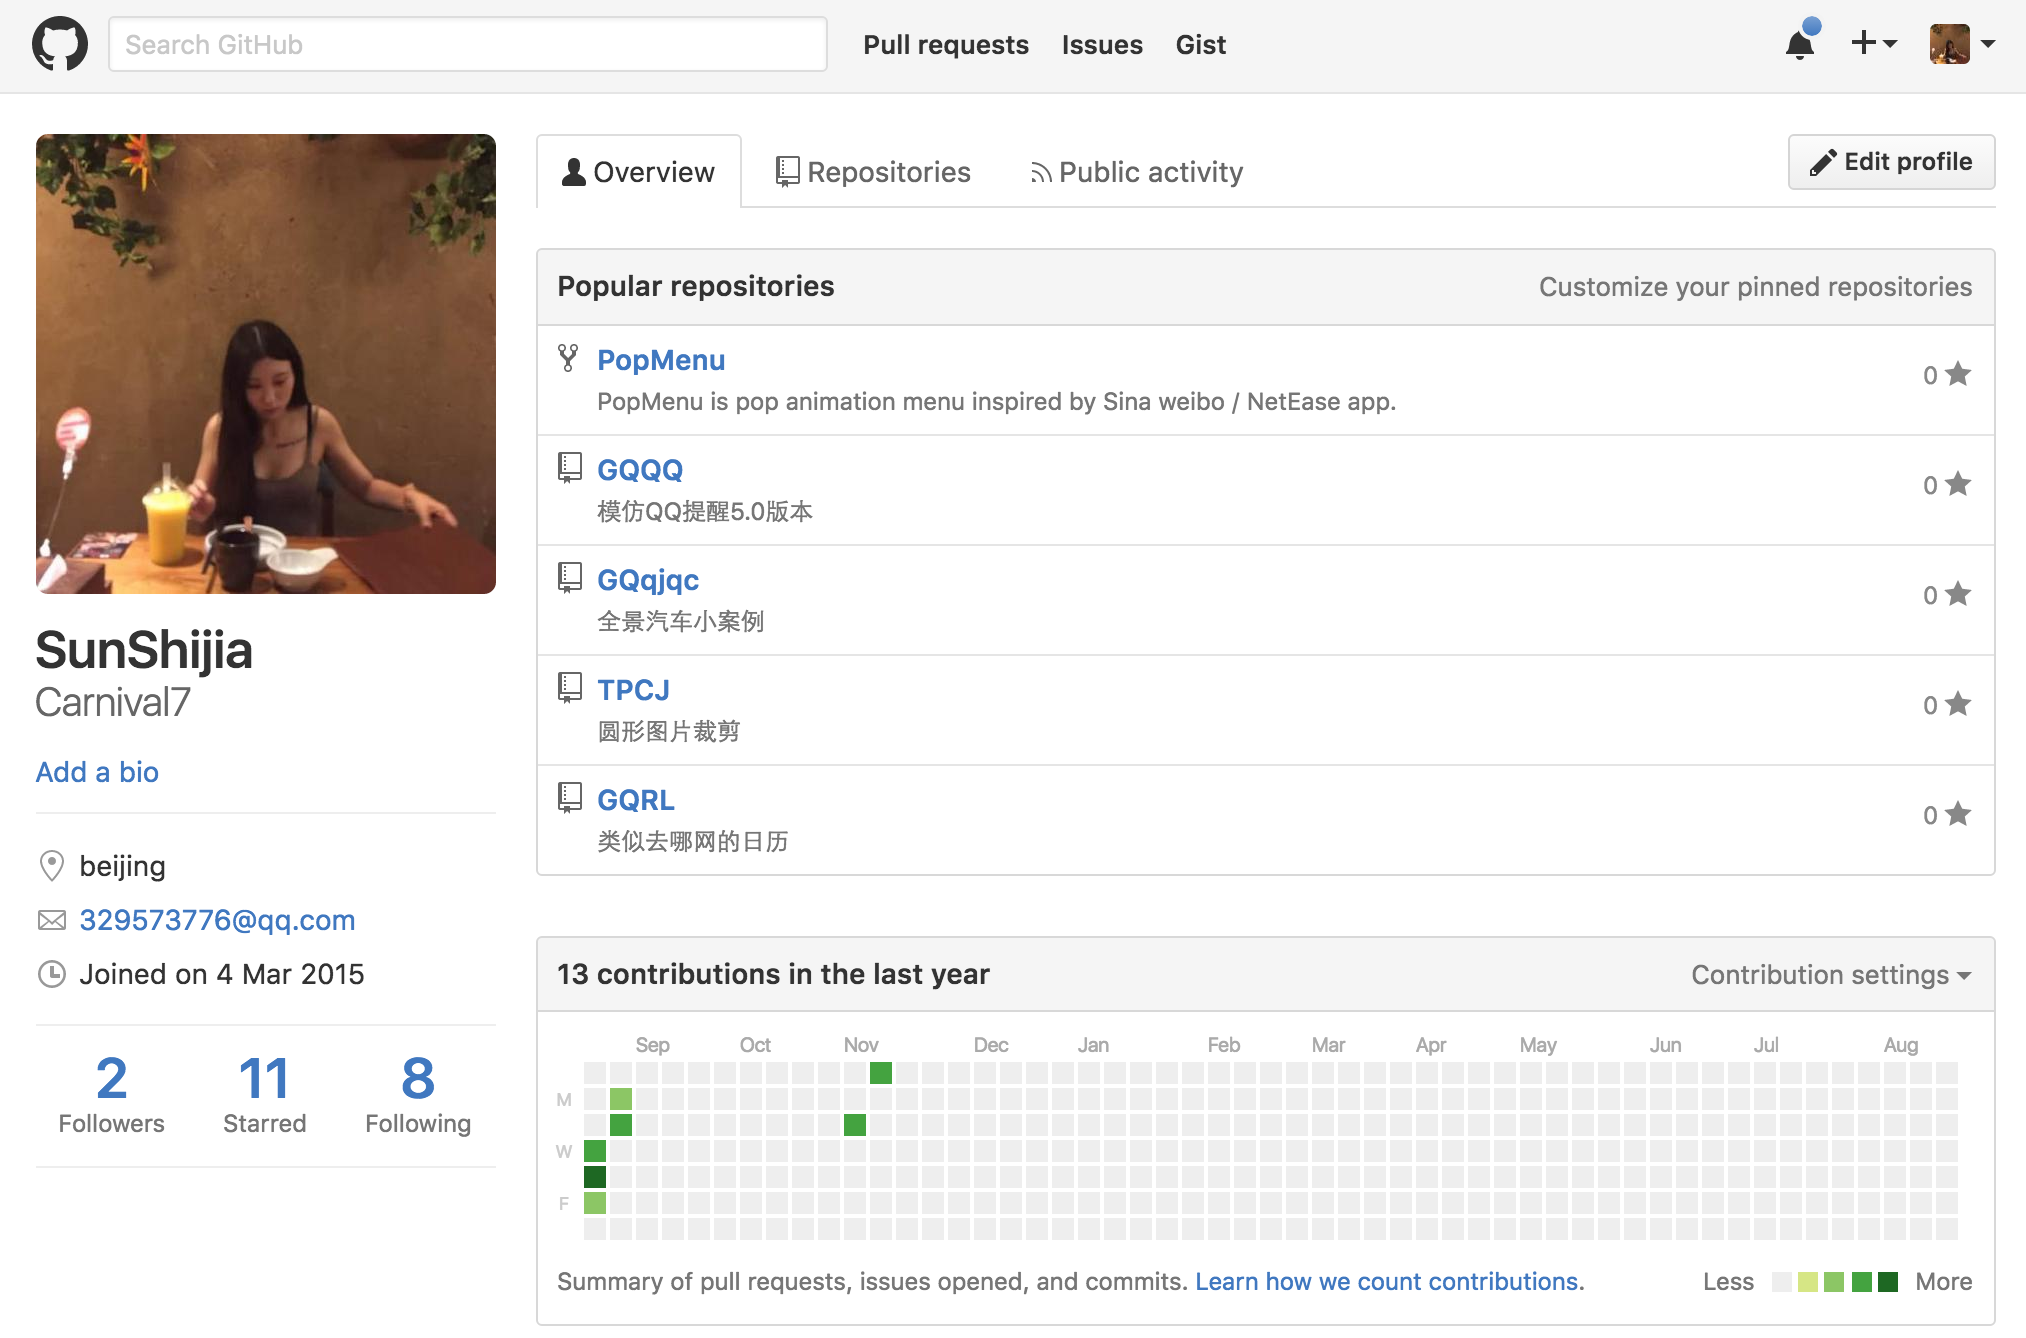 Search GitHub
Pull requests
Issues
Gist
SunShijia
Carnival7
Add a bio
beijing
329573776@qq.com
Joined on 4 Mar 2015
2
Followers
11
Starred
8
Following
Overview
Repositories
Public activity
Edit profile
Popular repositories
Customize your pinned repositories
PopMenu
PopMenu is pop animation menu inspired by Sina weibo / NetEase app.
0
GQQQ
模仿QQ提醒5.0版本
0
GQqjqc
全景汽车小案例
0
TPCJ
圆形图片裁剪
0
GQRL
类似去哪网的日历
0
13 contributions in the last year
Contribution settings
Sep Oct Nov Dec Jan Feb Mar Apr May Jun Jul Aug
M
W
F
Summary of pull requests, issues opened, and commits. Learn how we count contributions.
Less
More